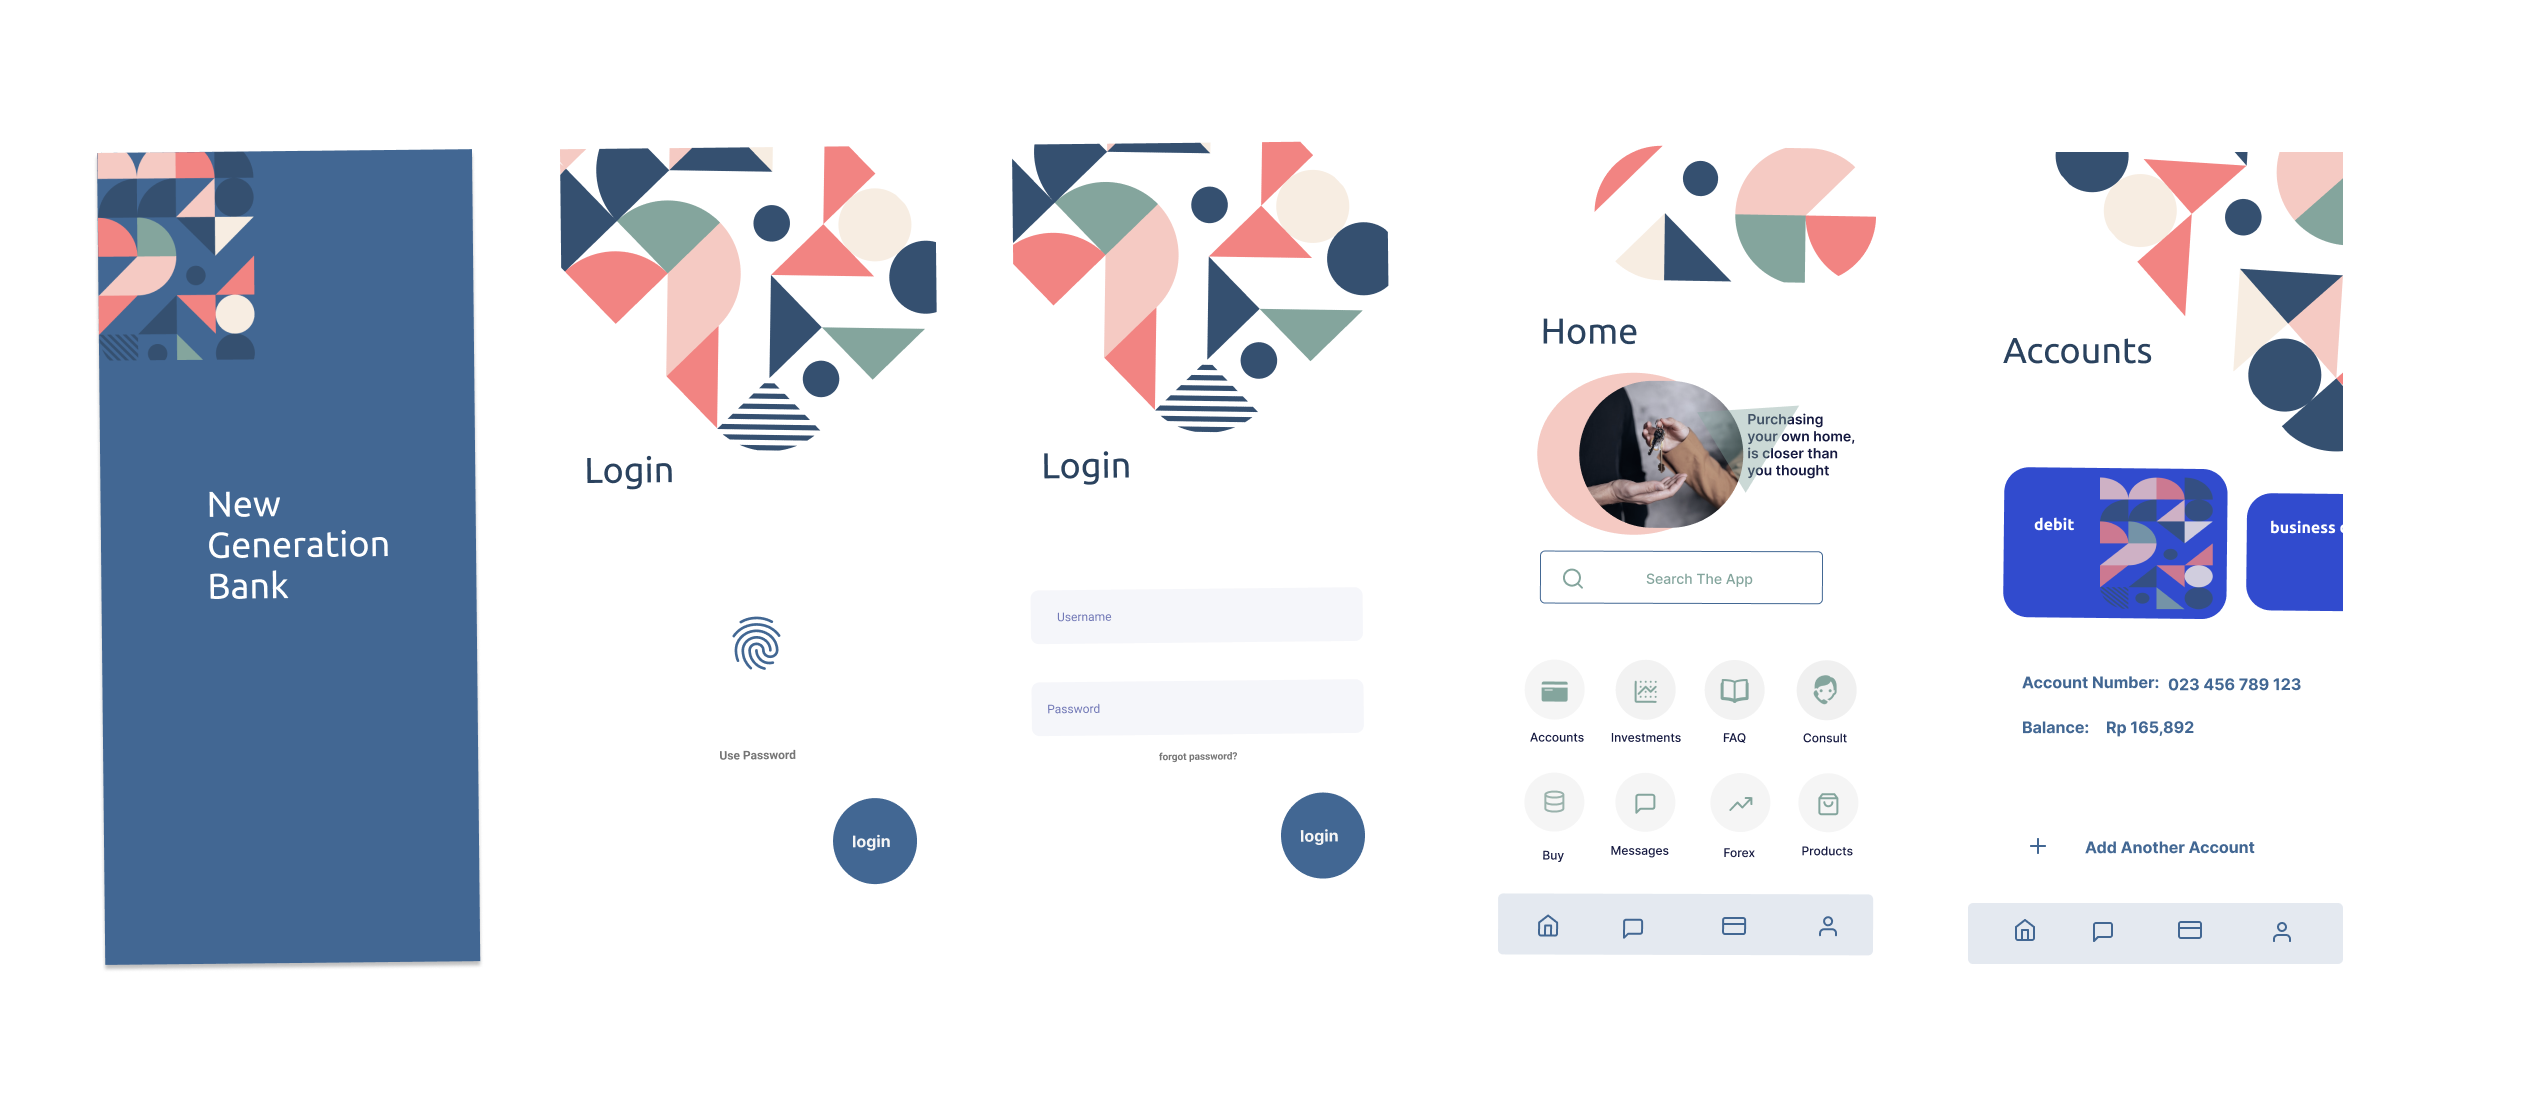 New
Generation
Bank
Login
Use Password
login
Login
Username
Password
forgot password?
login
Home
Purchasing
your own home,
is closer than
you thought
Search The App
Accounts Investments FAQ Consult
Buy Messages Forex Products
Accounts
debit
business
Account Number: 023 456 789 123
Balance: Rp 165,892
Add Another Account